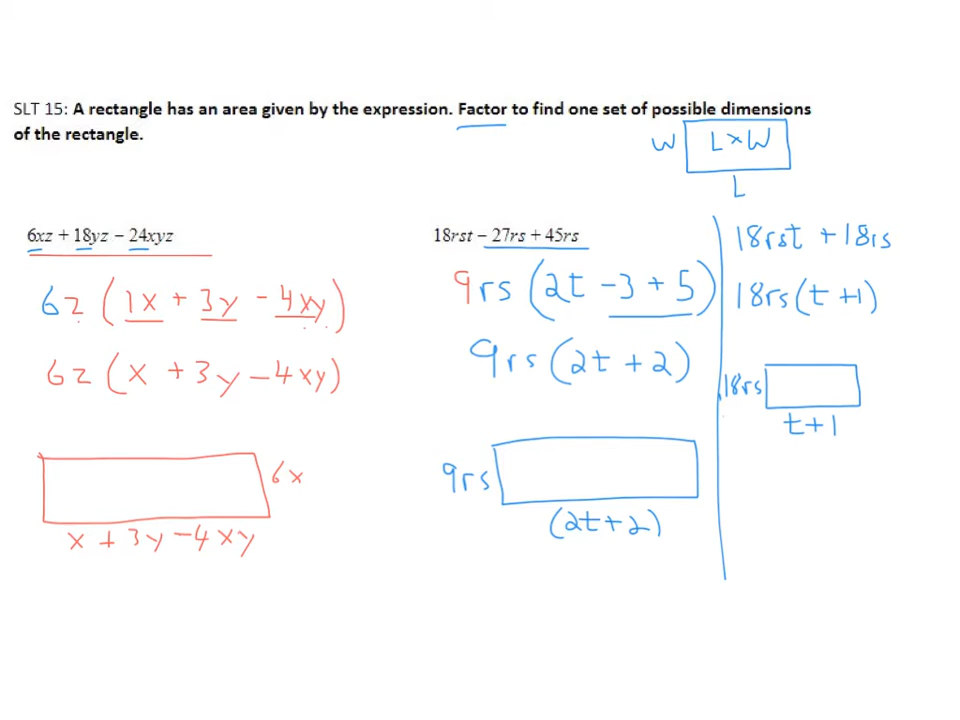 SLT 15: A rectangle has an area given by the expression. Factor to find one set of possible dimensions
of the rectangle.
W L×W
L
6xz + 18yz − 24xyz
6z (1x + 3y − 4xy)
6z (x + 3y − 4xy)
6x
x + 3y − 4xy
18rst − 27rs + 45rs
9rs (2t − 3 + 5)
9rs (2t + 2)
9rs
(2t + 2)
18rst + 18rs
18rs (t + 1)
18rs
t + 1